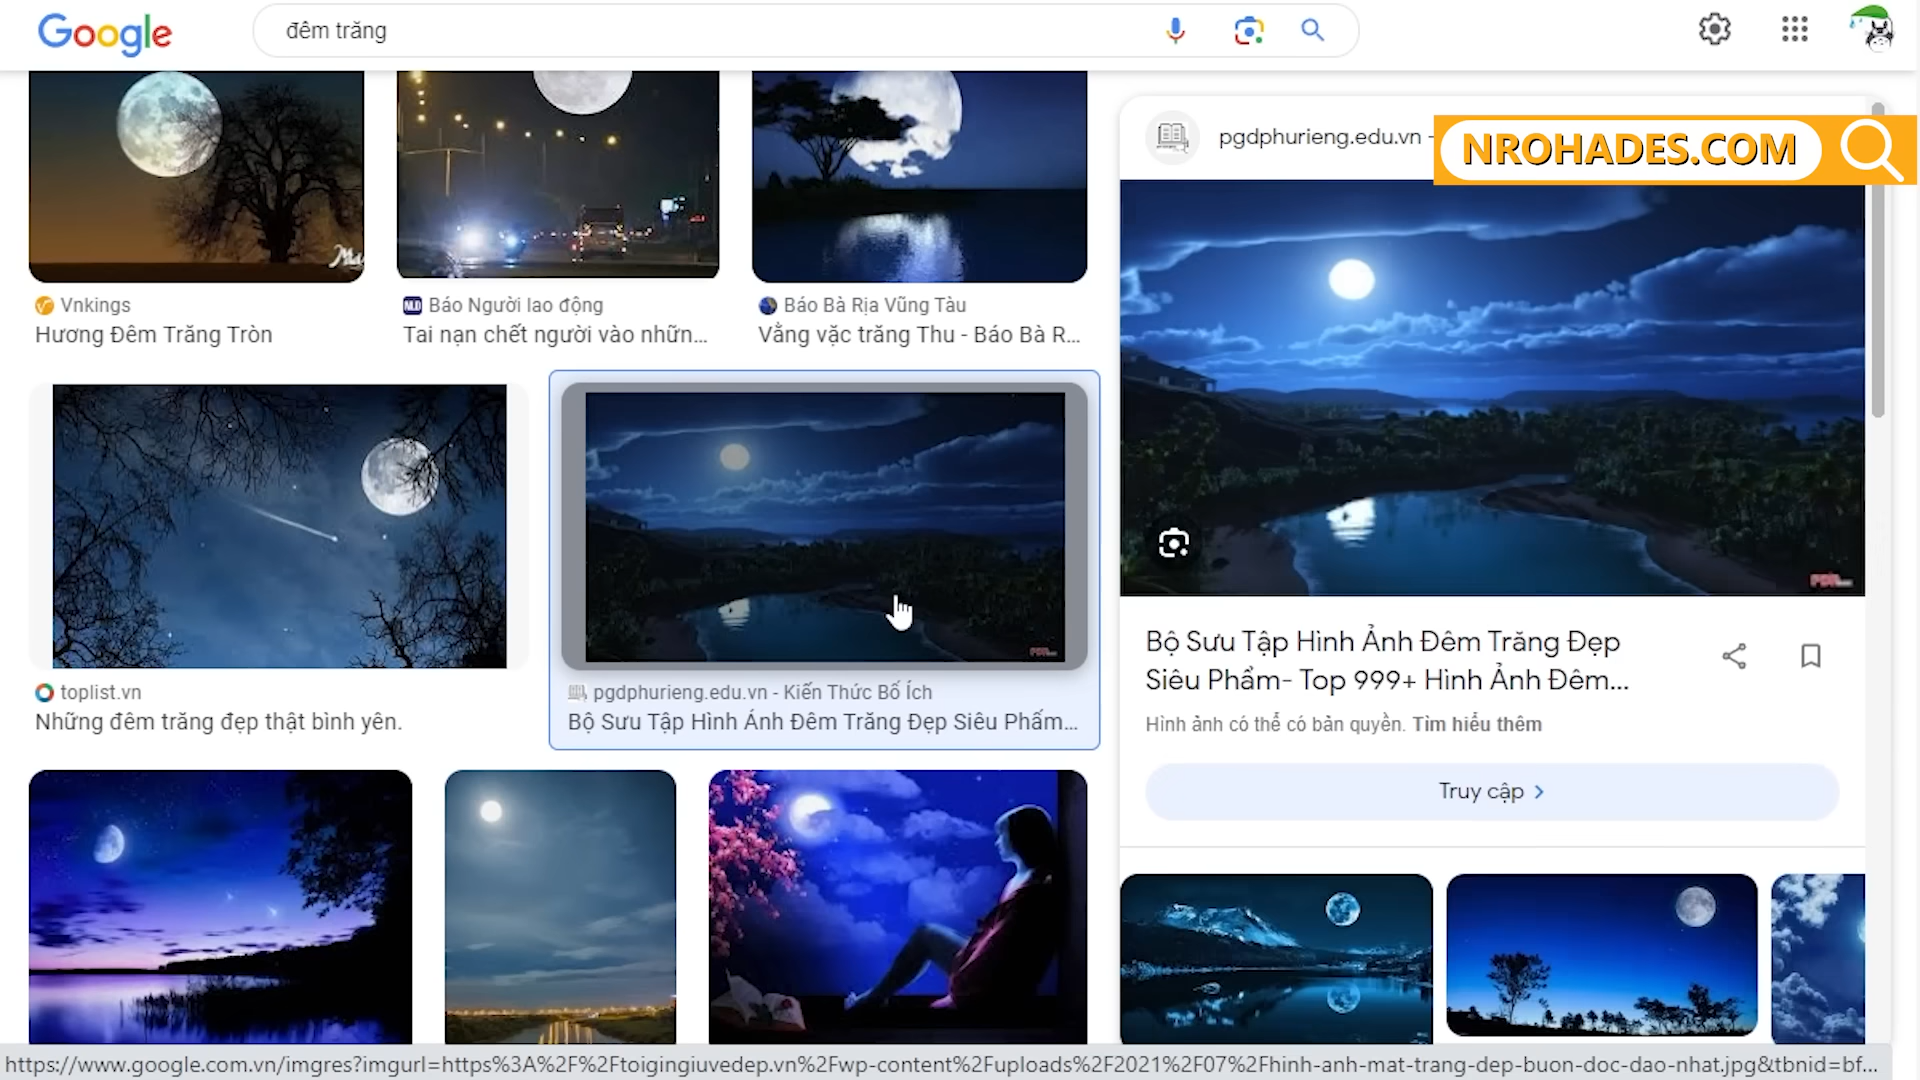 Google
đêm trăng
pgdphurieng.edu.vn -
NROHADES.COM
Vnkings
Hương Đêm Trăng Tròn
NLĐ Báo Người lao động
Tai nạn chết người vào nhữn...
Báo Bà Rịa Vũng Tàu
Vằng vặc trăng Thu - Báo Bà R...
toplist.vn
Những đêm trăng đẹp thật bình yên.
pgdphurieng.edu.vn - Kiến Thức Bổ Ích
Bộ Sưu Tập Hình Ảnh Đêm Trăng Đẹp Siêu Phẩm...
Bộ Sưu Tập Hình Ảnh Đêm Trăng Đẹp
Siêu Phẩm- Top 999+ Hình Ảnh Đêm...
Hình ảnh có thể có bản quyền. Tìm hiểu thêm
Truy cập
https://www.google.com.vn/imgres?imgurl=https%3A%2F%2Ftoigingiuvedep.vn%2Fwp-content%2Fuploads%2F2021%2F07%2Fhinh-anh-mat-trang-dep-buon-doc-dao-nhat.jpg&tbnid=bf...